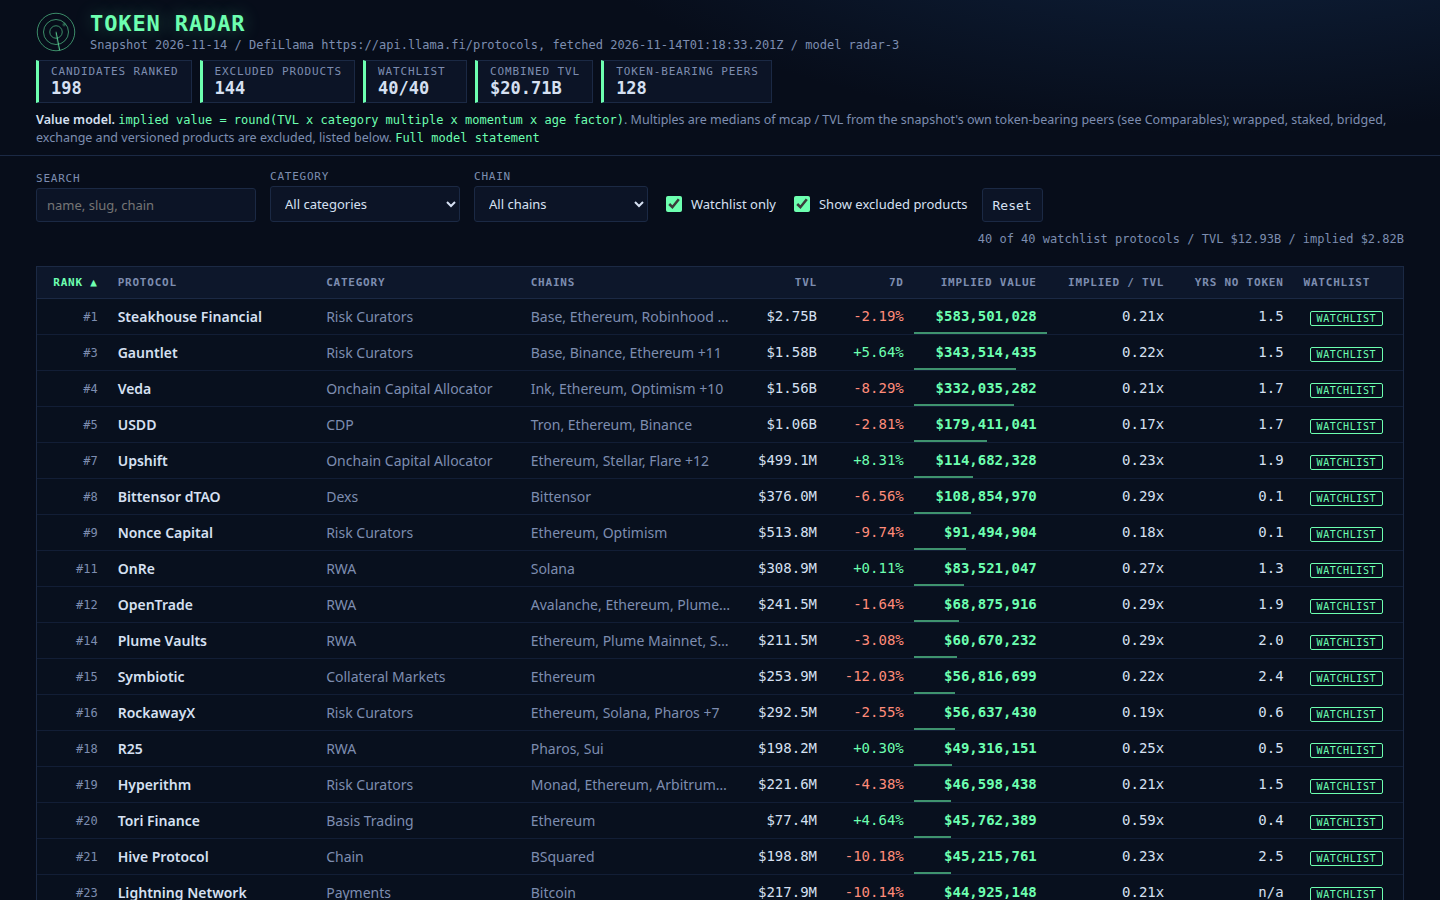 TOKEN RADAR
Snapshot 2026-11-14 / DefiLlama https://api.llama.fi/protocols, fetched 2026-11-14T01:18:33.201Z / model radar-3
CANDIDATES RANKED
198
EXCLUDED PRODUCTS
144
WATCHLIST
40/40
COMBINED TVL
$20.71B
TOKEN-BEARING PEERS
128
Value model. implied value = round(TVL x category multiple x momentum x age factor). Multiples are medians of mcap / TVL from the snapshot's own token-bearing peers (see Comparables); wrapped, staked, bridged,
exchange and versioned products are excluded, listed below. Full model statement
SEARCH
name, slug, chain
CATEGORY
All categories
CHAIN
All chains
Watchlist only
Show excluded products
Reset
40 of 40 watchlist protocols / TVL $12.93B / implied $2.82B
RANK ▲ PROTOCOL CATEGORY CHAINS TVL 7D IMPLIED VALUE IMPLIED / TVL YRS NO TOKEN WATCHLIST
#1 Steakhouse Financial Risk Curators Base, Ethereum, Robinhood ... $2.75B -2.19% $583,501,028 0.21x 1.5 WATCHLIST
#3 Gauntlet Risk Curators Base, Binance, Ethereum +11 $1.58B +5.64% $343,514,435 0.22x 1.5 WATCHLIST
#4 Veda Onchain Capital Allocator Ink, Ethereum, Optimism +10 $1.56B -8.29% $332,035,282 0.21x 1.7 WATCHLIST
#5 USDD CDP Tron, Ethereum, Binance $1.06B -2.81% $179,411,041 0.17x 1.7 WATCHLIST
#7 Upshift Onchain Capital Allocator Ethereum, Stellar, Flare +12 $499.1M +8.31% $114,682,328 0.23x 1.9 WATCHLIST
#8 Bittensor dTAO Dexs Bittensor $376.0M -6.56% $108,854,970 0.29x 0.1 WATCHLIST
#9 Nonce Capital Risk Curators Ethereum, Optimism $513.8M -9.74% $91,494,904 0.18x 0.1 WATCHLIST
#11 OnRe RWA Solana $308.9M +0.11% $83,521,047 0.27x 1.3 WATCHLIST
#12 OpenTrade RWA Avalanche, Ethereum, Plume... $241.5M -1.64% $68,875,916 0.29x 1.9 WATCHLIST
#14 Plume Vaults RWA Ethereum, Plume Mainnet, S... $211.5M -3.08% $60,670,232 0.29x 2.0 WATCHLIST
#15 Symbiotic Collateral Markets Ethereum $253.9M -12.03% $56,816,699 0.22x 2.4 WATCHLIST
#16 RockawayX Risk Curators Ethereum, Solana, Pharos +7 $292.5M -2.55% $56,637,430 0.19x 0.6 WATCHLIST
#18 R25 RWA Pharos, Sui $198.2M +0.30% $49,316,151 0.25x 0.5 WATCHLIST
#19 Hyperithm Risk Curators Monad, Ethereum, Arbitrum... $221.6M -4.38% $46,598,438 0.21x 1.5 WATCHLIST
#20 Tori Finance Basis Trading Ethereum $77.4M +4.64% $45,762,389 0.59x 0.4 WATCHLIST
#21 Hive Protocol Chain BSquared $198.8M -10.18% $45,215,761 0.23x 2.5 WATCHLIST
#23 Lightning Network Payments Bitcoin $217.9M -10.14% $44,925,148 0.21x n/a WATCHLIST